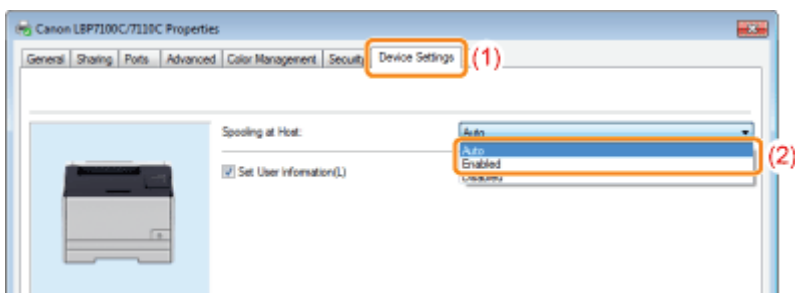 Canon LBP7100C/7110C Properties
General Sharing Ports Advanced Color Management Security Device Settings (1)
Spooling at Host: Auto
Auto
Enabled (2)
Disabled
Set User Information(L)